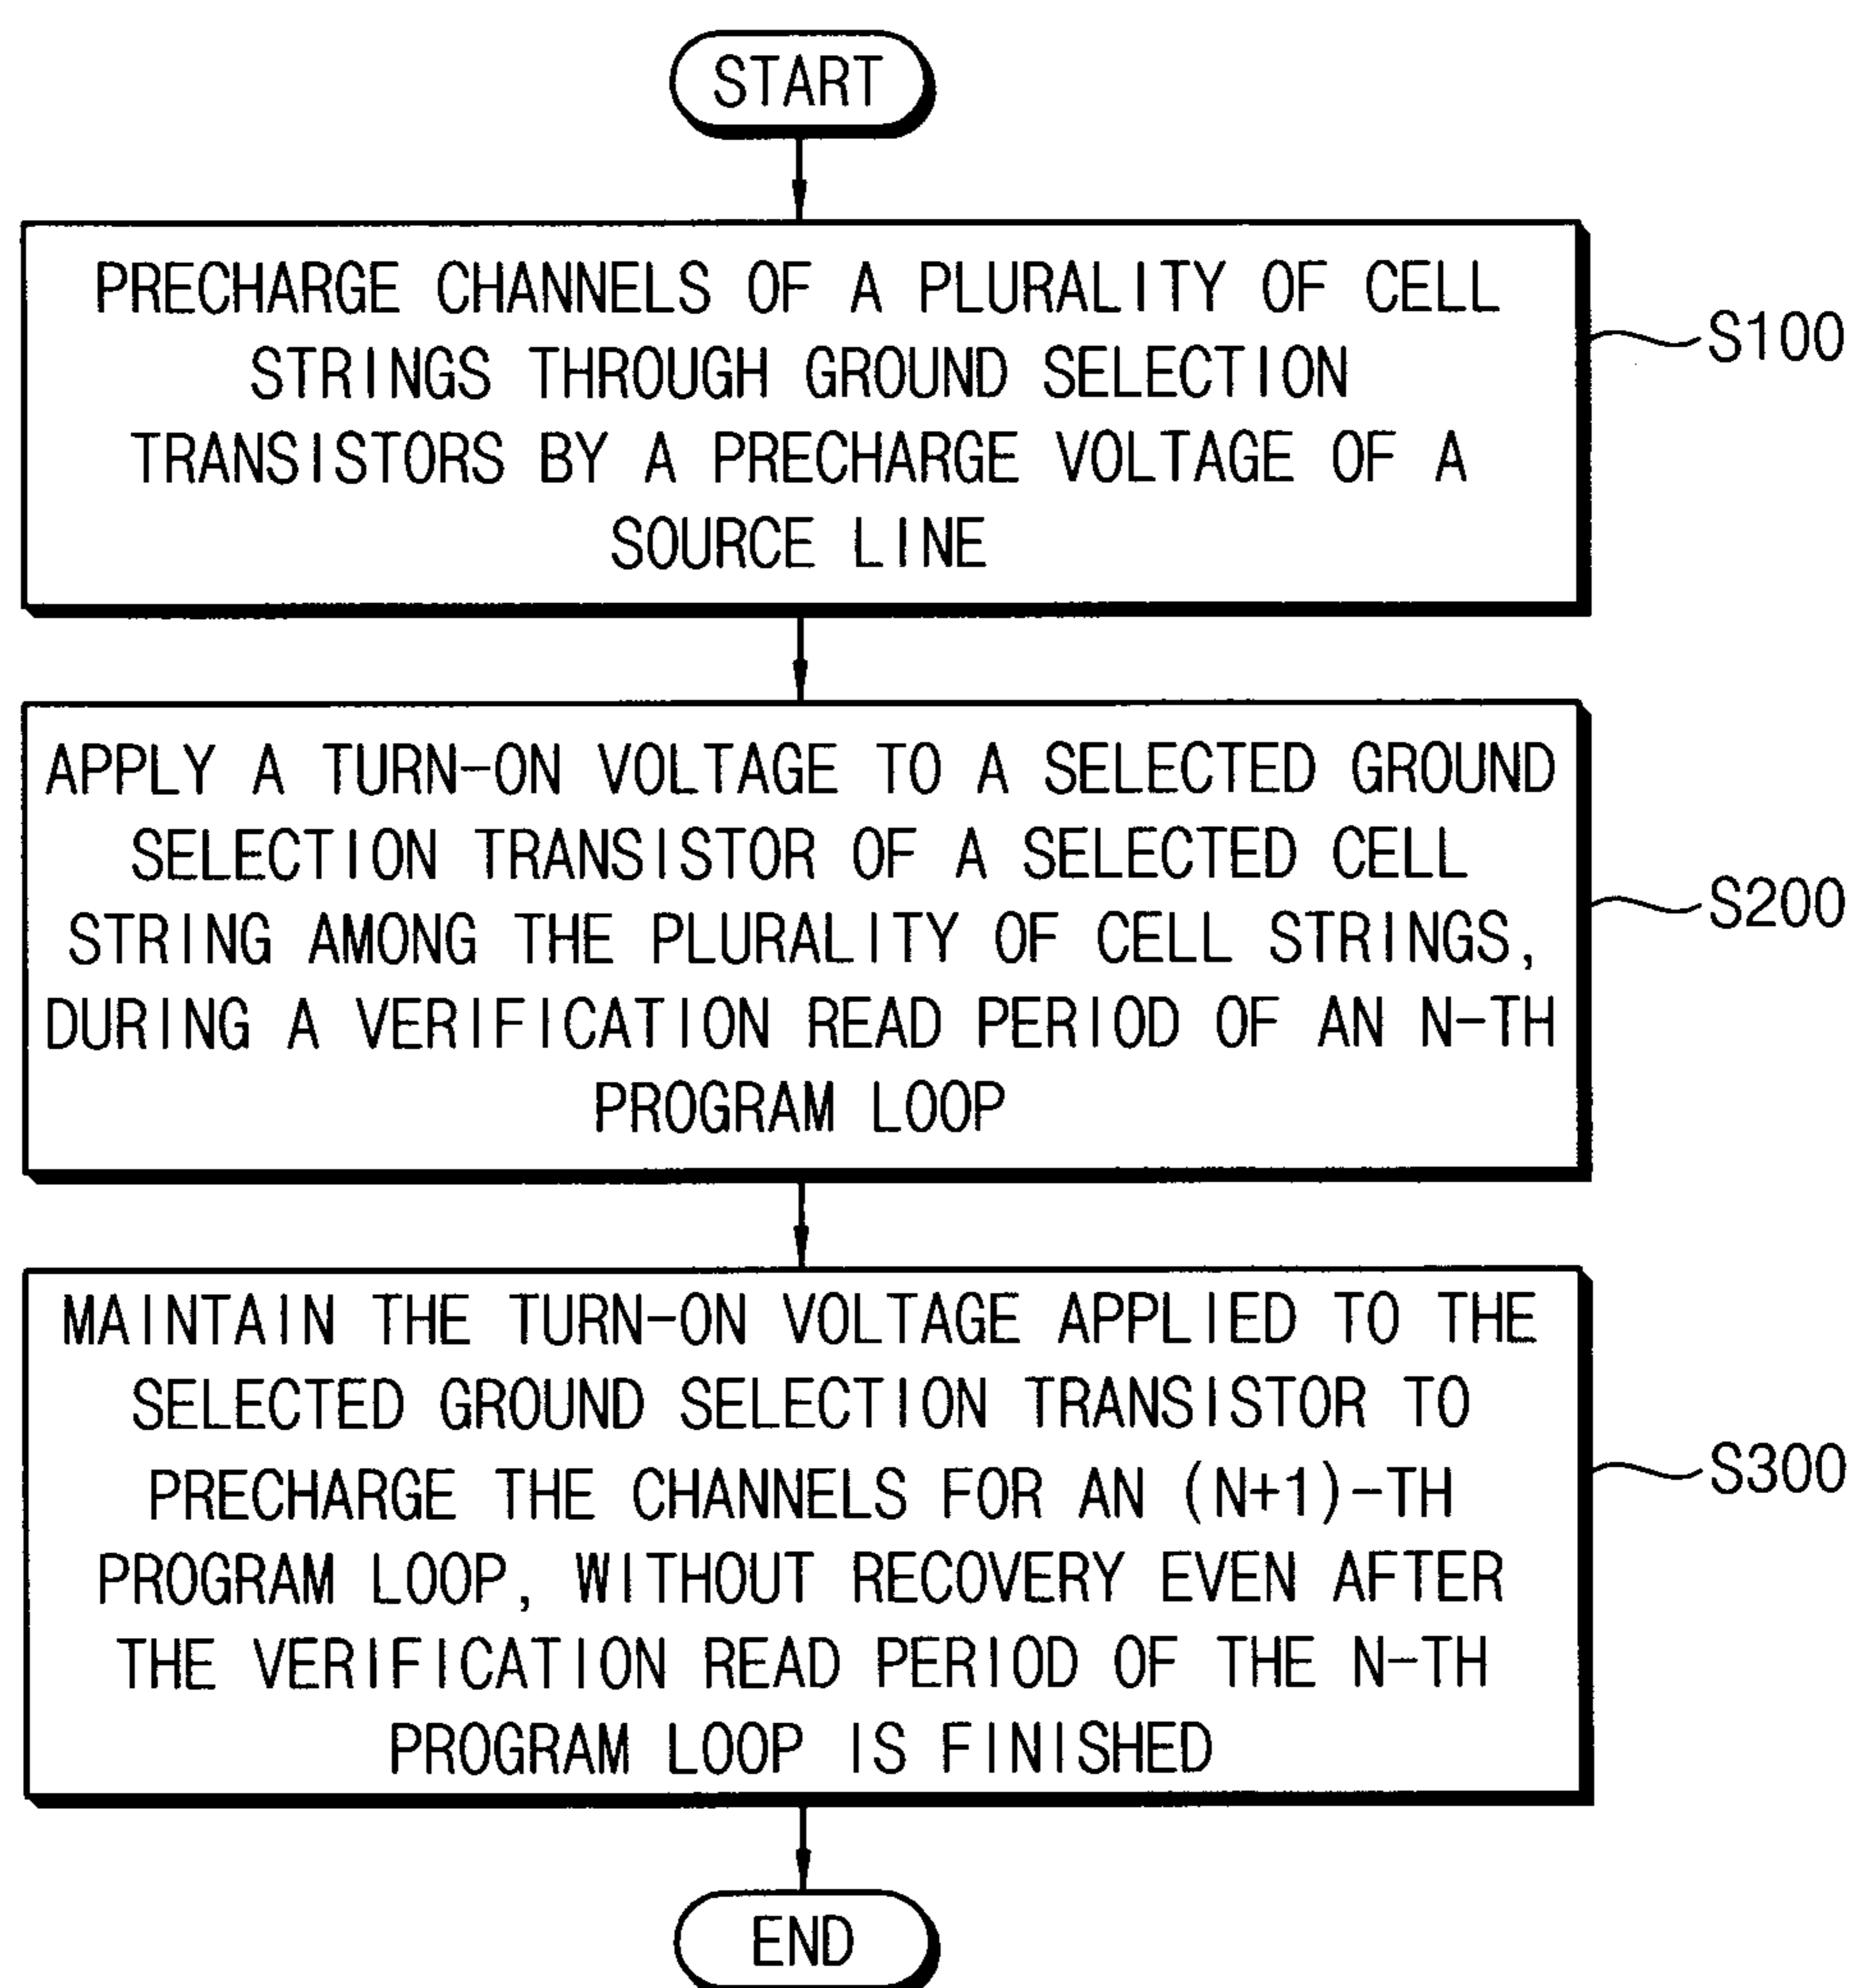 START
PRECHARGE CHANNELS OF A PLURALITY OF CELL
STRINGS THROUGH GROUND SELECTION
TRANSISTORS BY A PRECHARGE VOLTAGE OF A
SOURCE LINE
S100
APPLY A TURN-ON VOLTAGE TO A SELECTED GROUND
SELECTION TRANSISTOR OF A SELECTED CELL
STRING AMONG THE PLURALITY OF CELL STRINGS,
DURING A VERIFICATION READ PERIOD OF AN N-TH
PROGRAM LOOP
S200
MAINTAIN THE TURN-ON VOLTAGE APPLIED TO THE
SELECTED GROUND SELECTION TRANSISTOR TO
PRECHARGE THE CHANNELS FOR AN (N+1)-TH
PROGRAM LOOP, WITHOUT RECOVERY EVEN AFTER
THE VERIFICATION READ PERIOD OF THE N-TH
PROGRAM LOOP IS FINISHED
S300
END